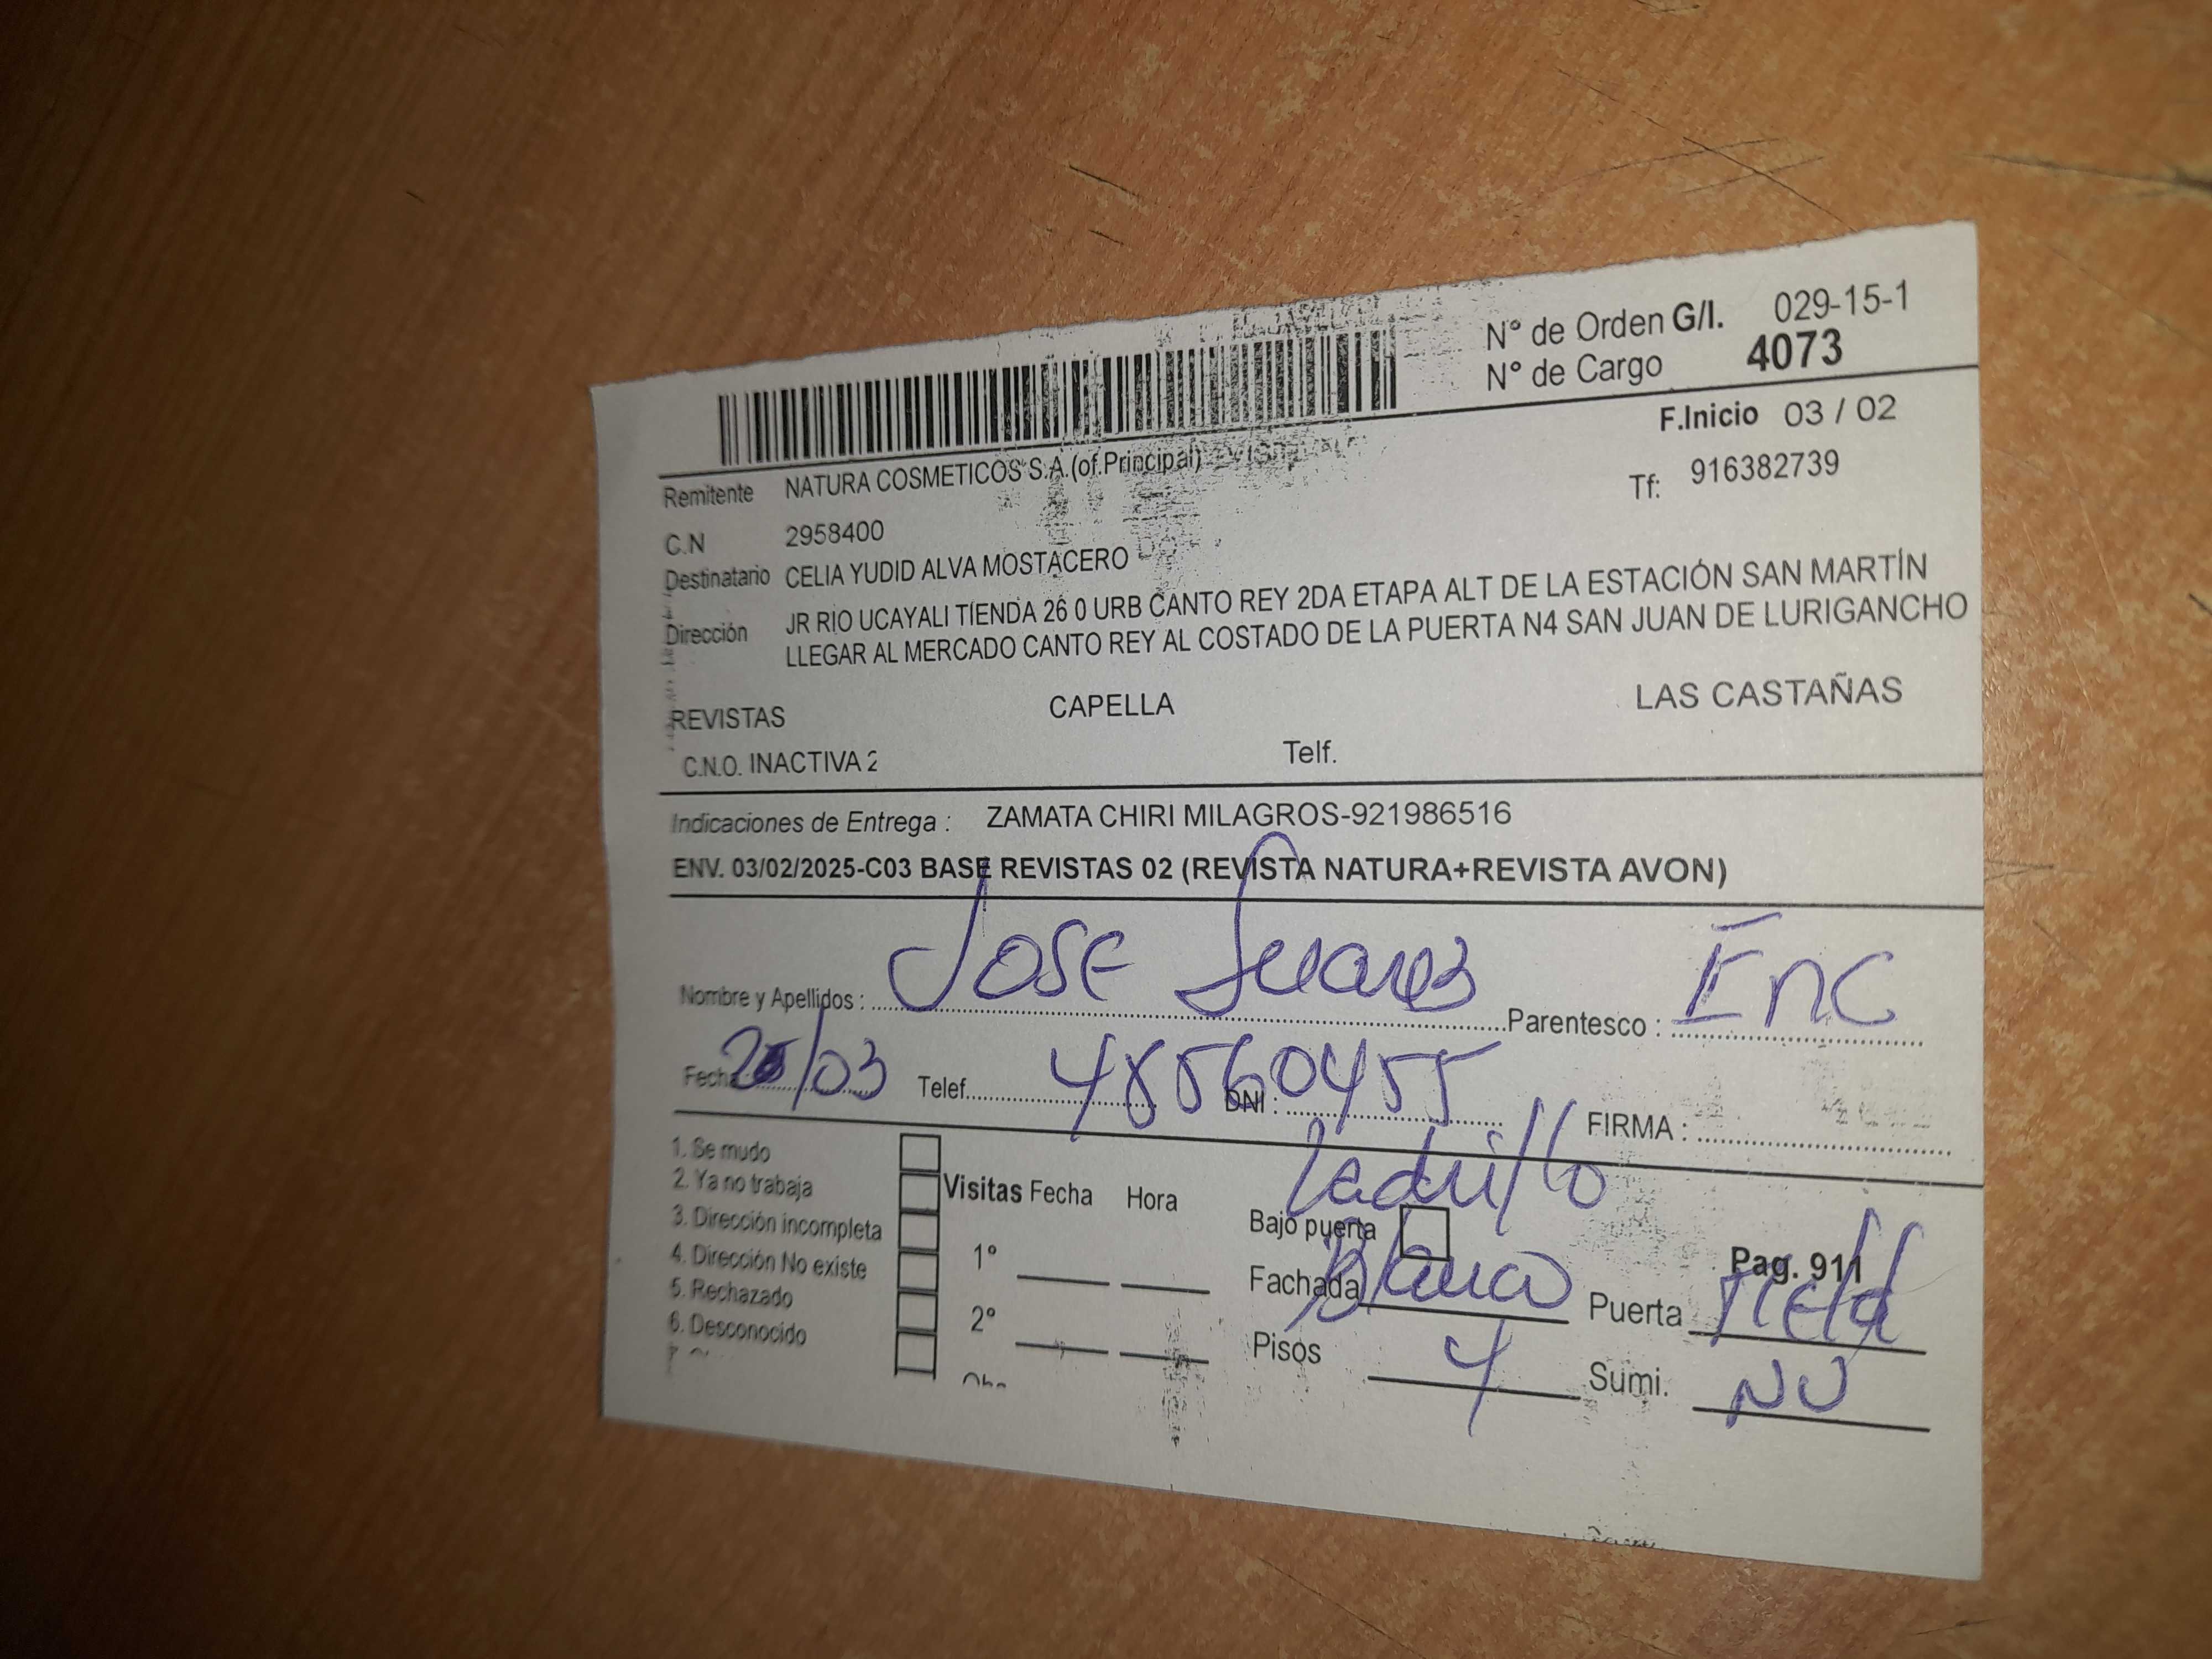 N° de Orden G/I. 029-15-1
N° de Cargo 4073
F.Inicio 03 / 02
Remitente NATURA COSMETICOS S.A.(of.Principal)
Tf: 916382739
C.N 2958400
Destinatario CELIA YUDID ALVA MOSTACERO
Dirección JR RIO UCAYALI TIENDA 26 0 URB CANTO REY 2DA ETAPA ALT DE LA ESTACIÓN SAN MARTÍN
LLEGAR AL MERCADO CANTO REY AL COSTADO DE LA PUERTA N4 SAN JUAN DE LURIGANCHO
REVISTAS CAPELLA LAS CASTAÑAS
C.N.O. INACTIVA 2 Telf.
Indicaciones de Entrega : ZAMATA CHIRI MILAGROS-921986516
ENV. 03/02/2025-C03 BASE REVISTAS 02 (REVISTA NATURA+REVISTA AVON)
Nombre y Apellidos : Jose Suares Parentesco : Enc
Fecha /03 Telef. DNI : 48560455 FIRMA :
1. Se mudo
2. Ya no trabaja
3. Dirección incompleta
4. Dirección No existe
5. Rechazado
6. Desconocido
Visitas Fecha Hora
1°
2°
Ladrillo
Bajo puerta
Pag. 911
Fachada Blanco Puerta Metal
Pisos 4 Sumi. NO